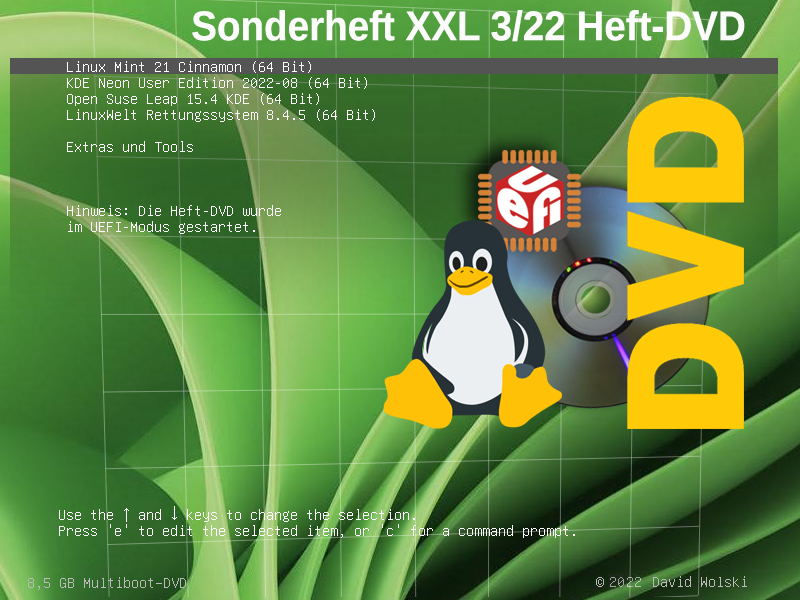 Sonderheft XXL 3/22 Heft-DVD
Linux Mint 21 Cinnamon (64 Bit)
KDE Neon User Edition 2022-08 (64 Bit)
Open Suse Leap 15.4 KDE (64 Bit)
LinuxWelt Rettungssystem 8.4.5 (64 Bit)
Extras und Tools
Hinweis: Die Heft-DVD wurde
im UEFI-Modus gestartet.
uefi
DVD
Use the ↑ and ↓ keys to change the selection.
Press 'e' to edit the selected item, or 'c' for a command prompt.
8,5 GB Multiboot-DVD
© 2022 David Wolski